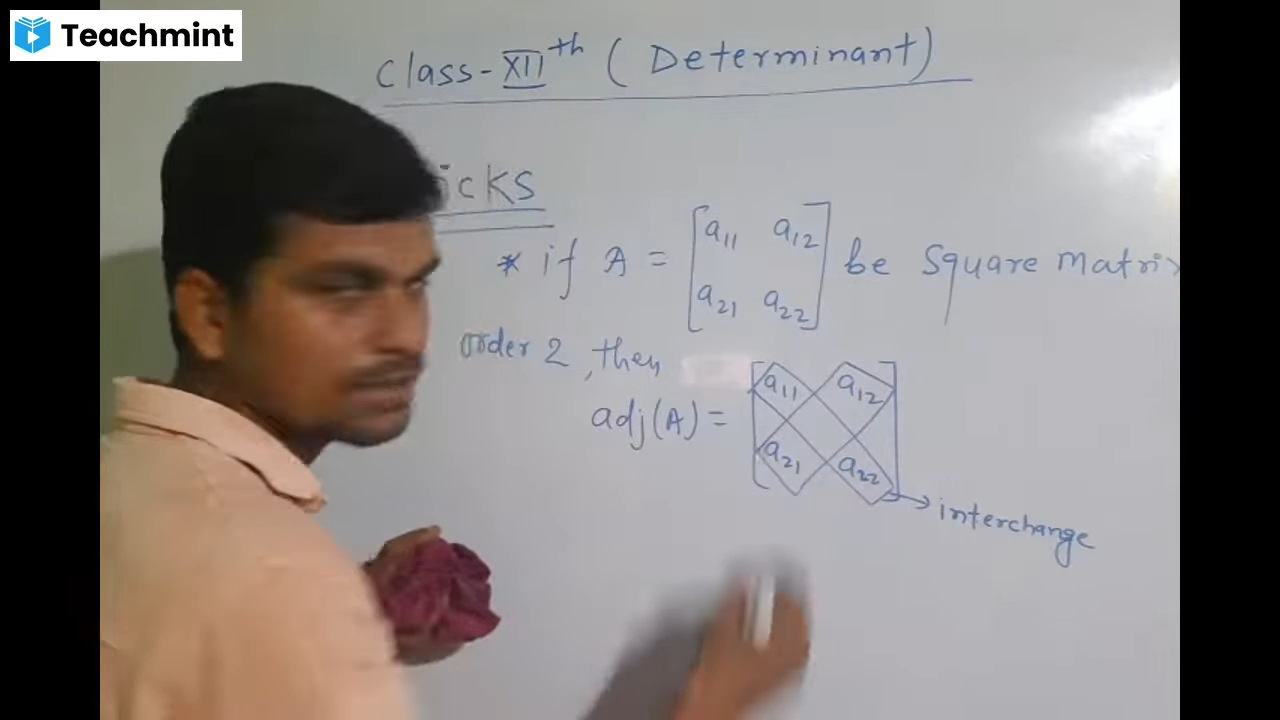 Teachmint
Class-XII th (Determinant)
* if A = [a11 a12
a21 a22] be Square matrix
order 2, then
adj(A) = [a11 a12
a21 a22]
→ interchange